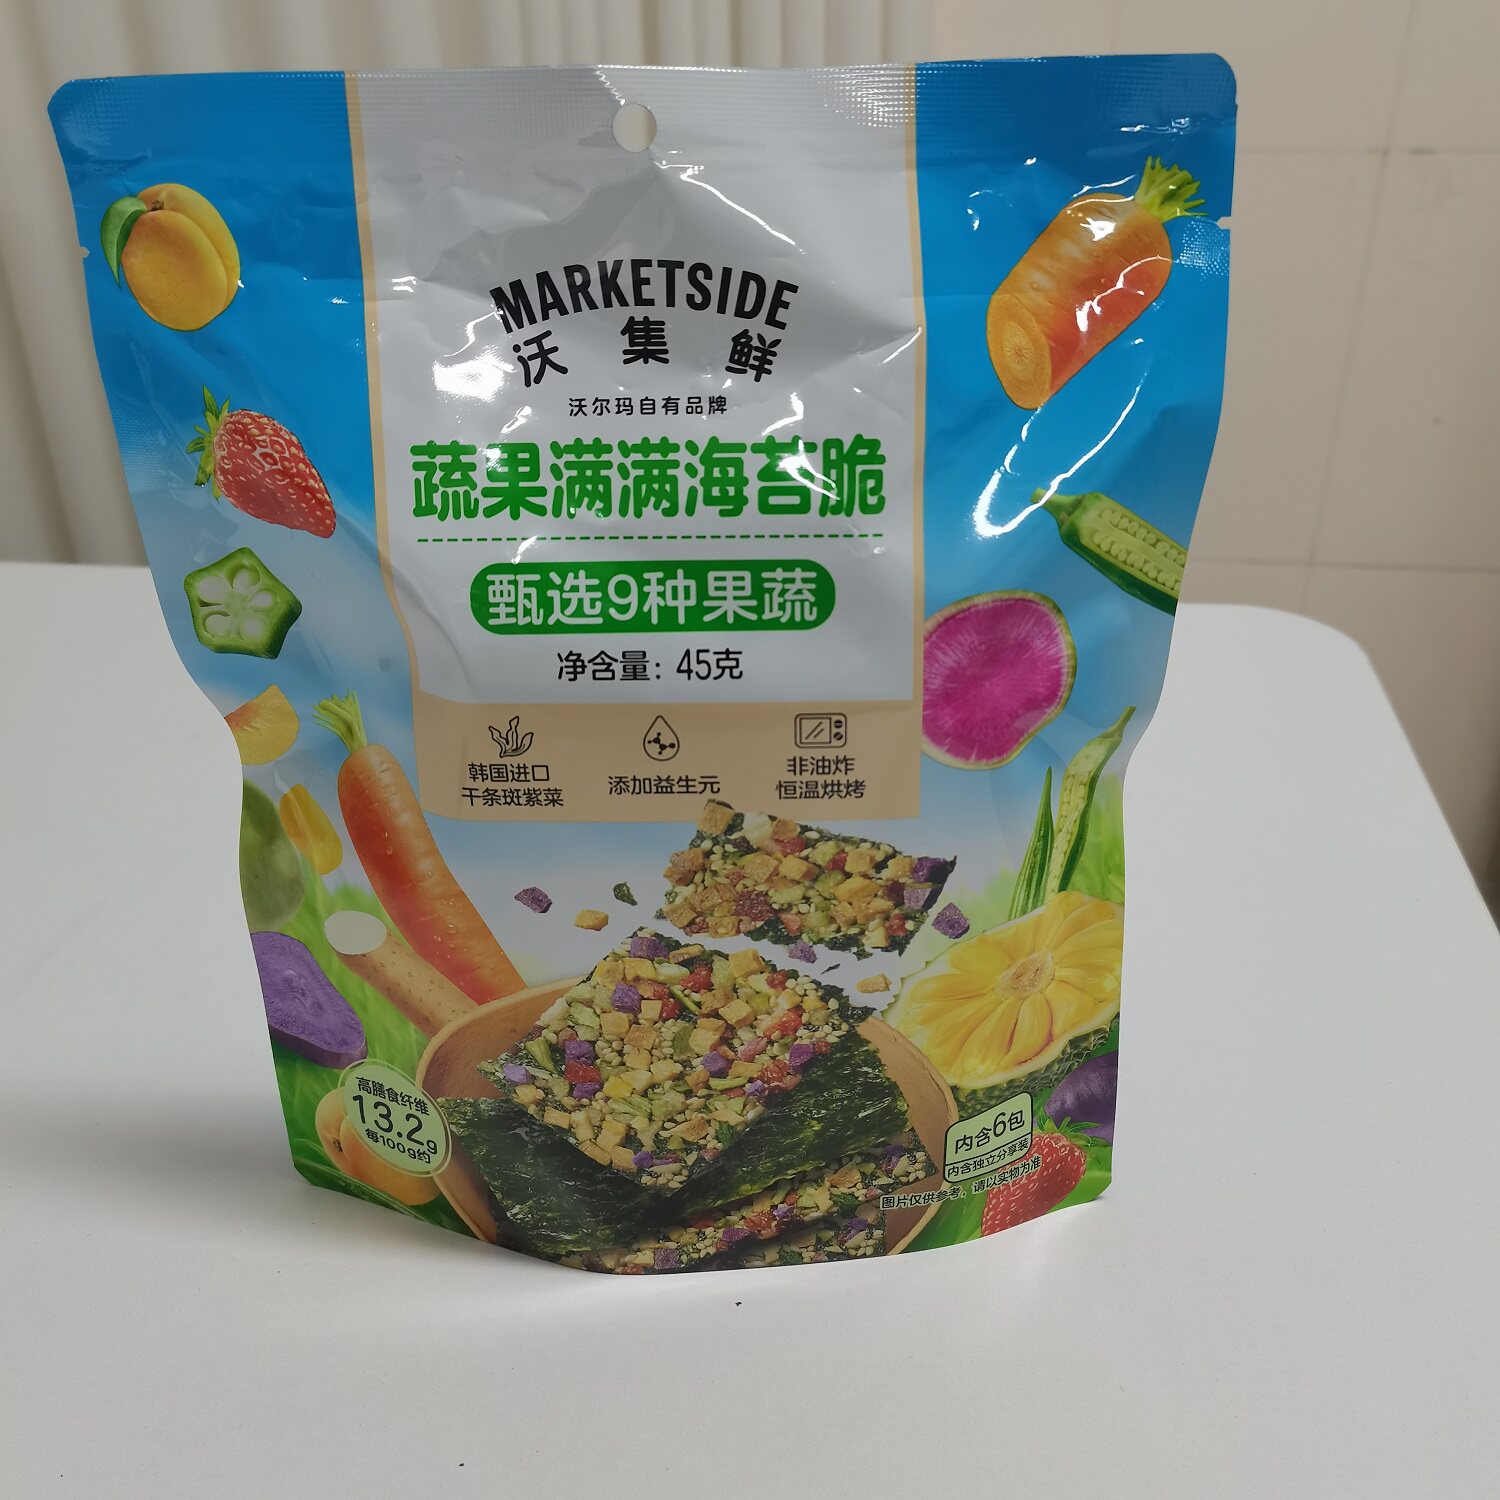 MARKETSIDE
沃集鲜
沃尔玛自有品牌
蔬果满满海苔脆
甄选9种果蔬
净含量：45克
韩国进口
干条斑紫菜
添加益生元
非油炸
恒温烘烤
高膳食纤维
13.2g
每100g约
内含6包
内含独立分享装
图片仅供参考，请以实物为准